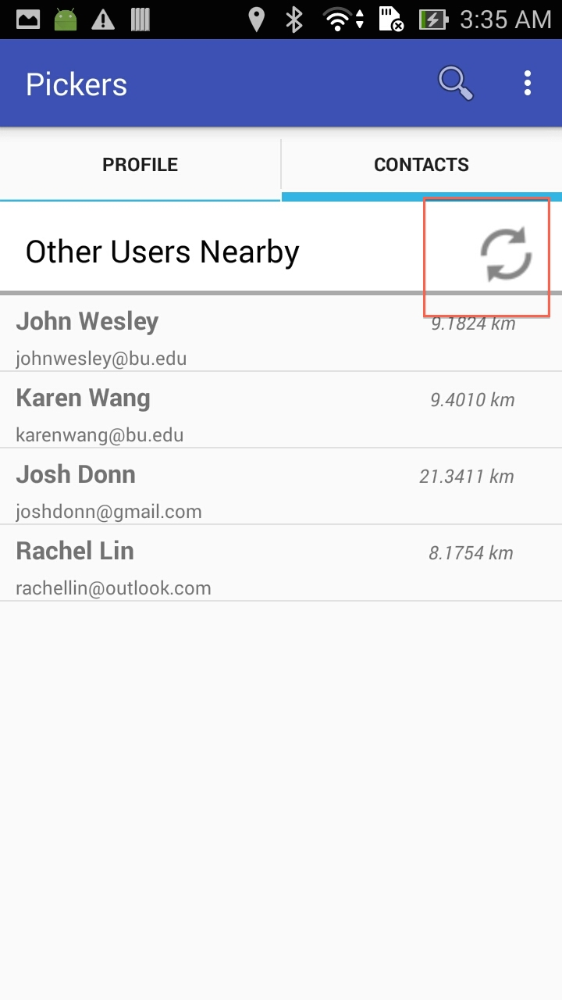 3:35 AM
Pickers
PROFILE CONTACTS
Other Users Nearby
John Wesley 9.1824 km
johnwesley@bu.edu
Karen Wang 9.4010 km
karenwang@bu.edu
Josh Donn 21.3411 km
joshdonn@gmail.com
Rachel Lin 8.1754 km
rachellin@outlook.com